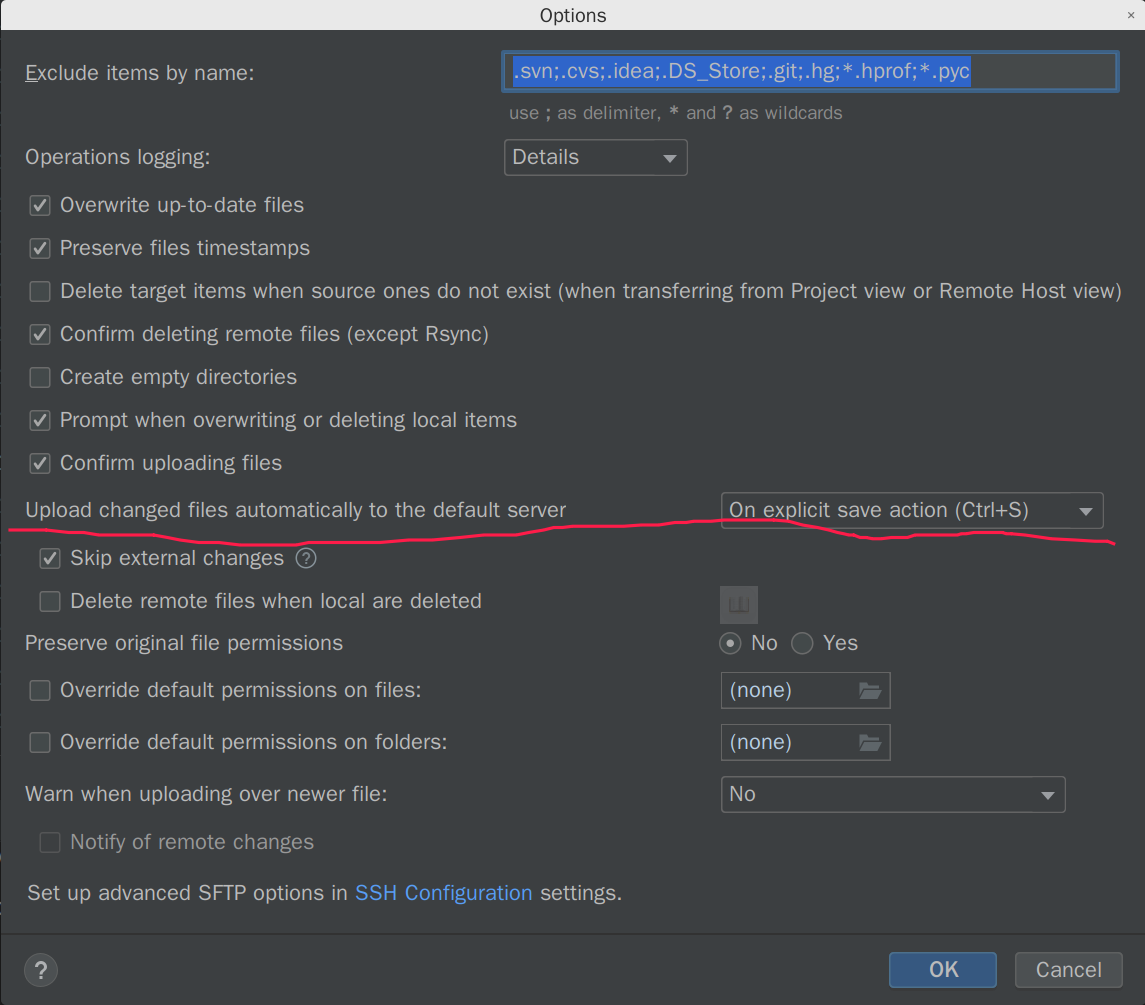 Options
Exclude items by name: .svn;.cvs;.idea;.DS_Store;.git;.hg;*.hprof;*.pyc
use ; as delimiter, * and ? as wildcards
Operations logging: Details
Overwrite up-to-date files
Preserve files timestamps
Delete target items when source ones do not exist (when transferring from Project view or Remote Host view)
Confirm deleting remote files (except Rsync)
Create empty directories
Prompt when overwriting or deleting local items
Confirm uploading files
Upload changed files automatically to the default server On explicit save action (Ctrl+S)
Skip external changes ?
Delete remote files when local are deleted
Preserve original file permissions No Yes
Override default permissions on files: (none)
Override default permissions on folders: (none)
Warn when uploading over newer file: No
Notify of remote changes
Set up advanced SFTP options in SSH Configuration settings.
? OK Cancel